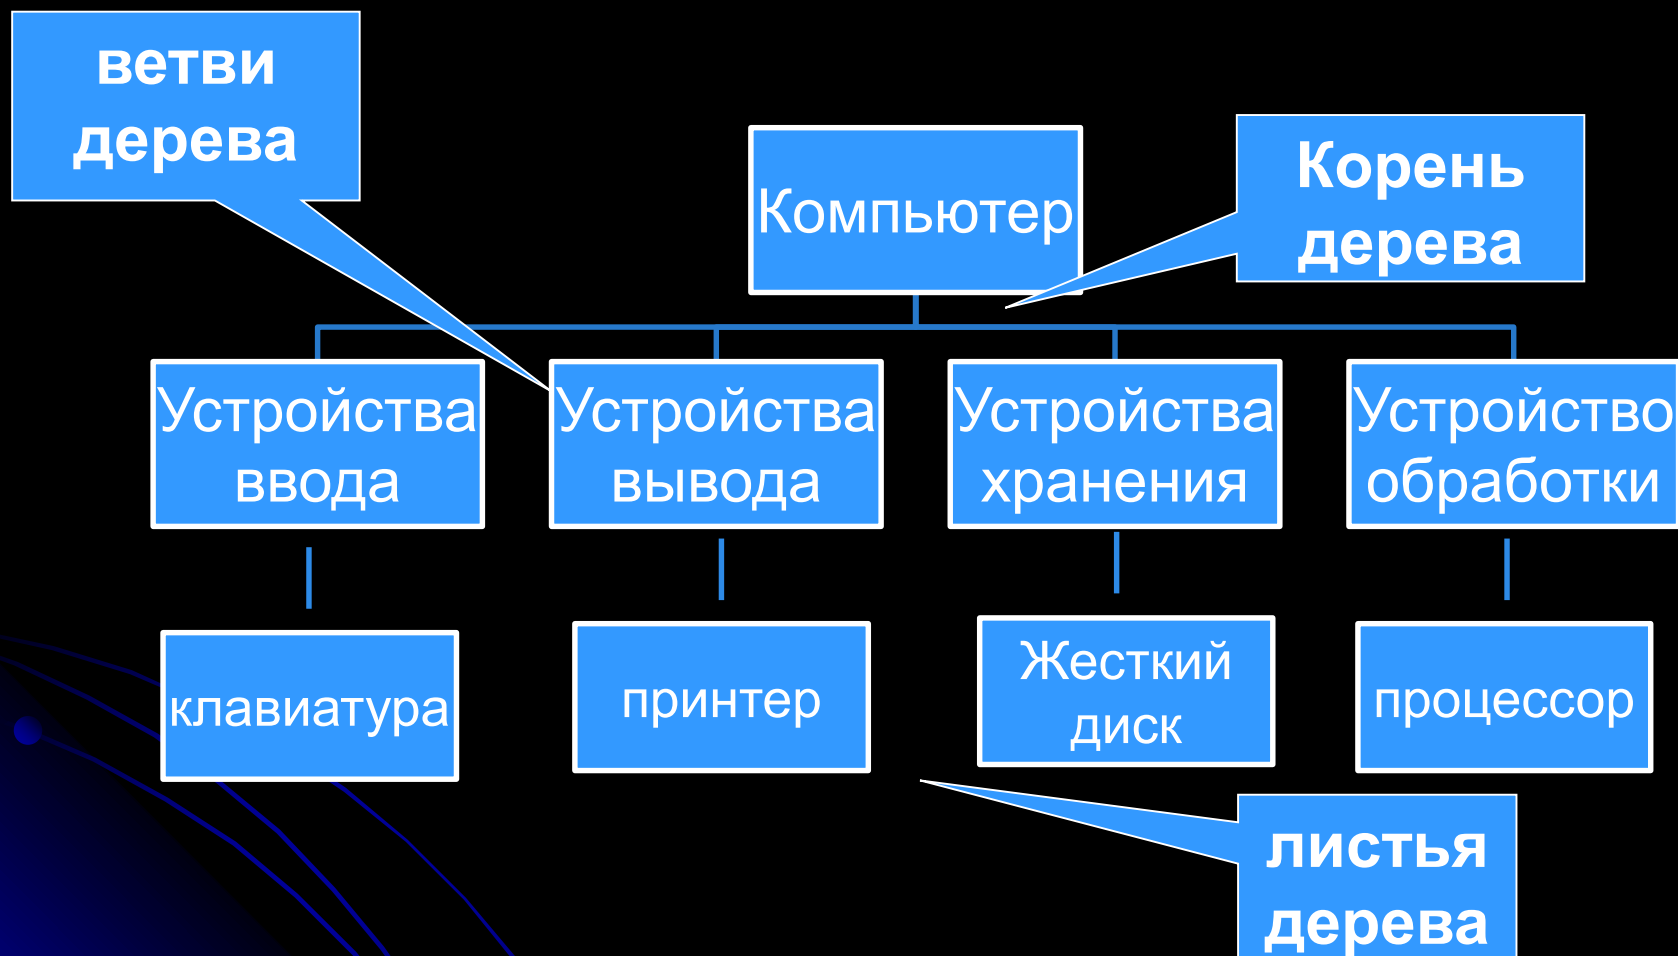 ветви
дерева
Компьютер
Корень
дерева
Устройства
ввода
Устройства
вывода
Устройства
хранения
Устройство
обработки
клавиатура
принтер
Жесткий
диск
процессор
листья
дерева